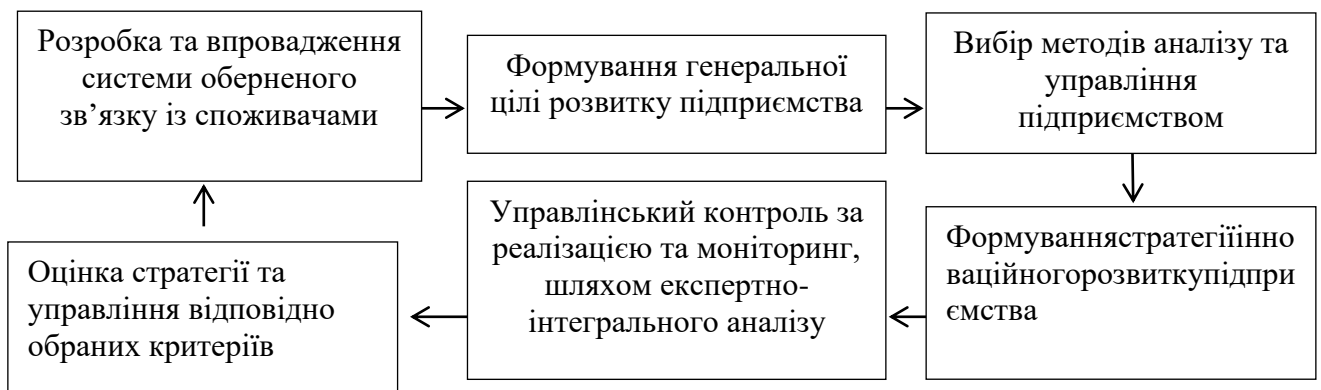 Розробка та впровадження
системи оберненого
зв’язку із споживачами
Формування генеральної
цілі розвитку підприємства
Вибір методів аналізу та
управління
підприємством
Формуваннястратегіїінно
ваційногорозвиткупідпри
ємства
Управлінський контроль за
реалізацією та моніторинг,
шляхом експертно-
інтегрального аналізу
Оцінка стратегії та
управління відповідно
обраних критеріїв